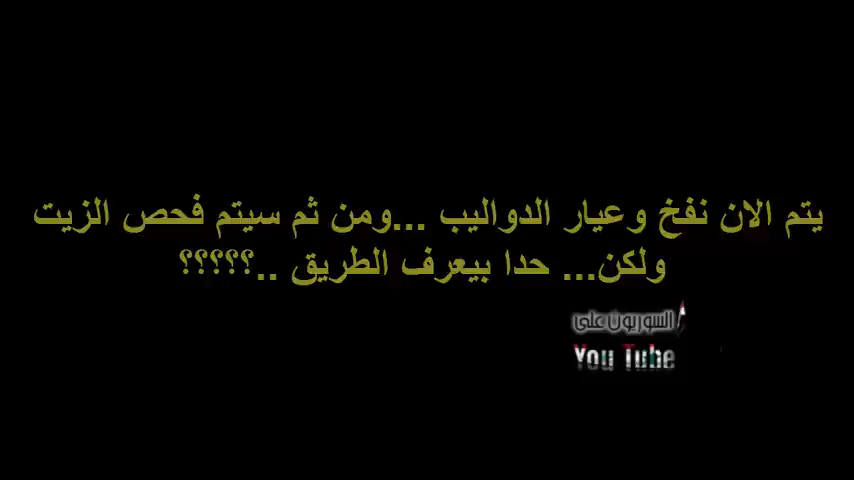 يتم الان نفخ وعيار الدواليب ...ومن ثم سيتم فحص الزيت
ولكن... حدا بيعرف الطريق ..؟؟؟؟؟
السوريون على
You Tube